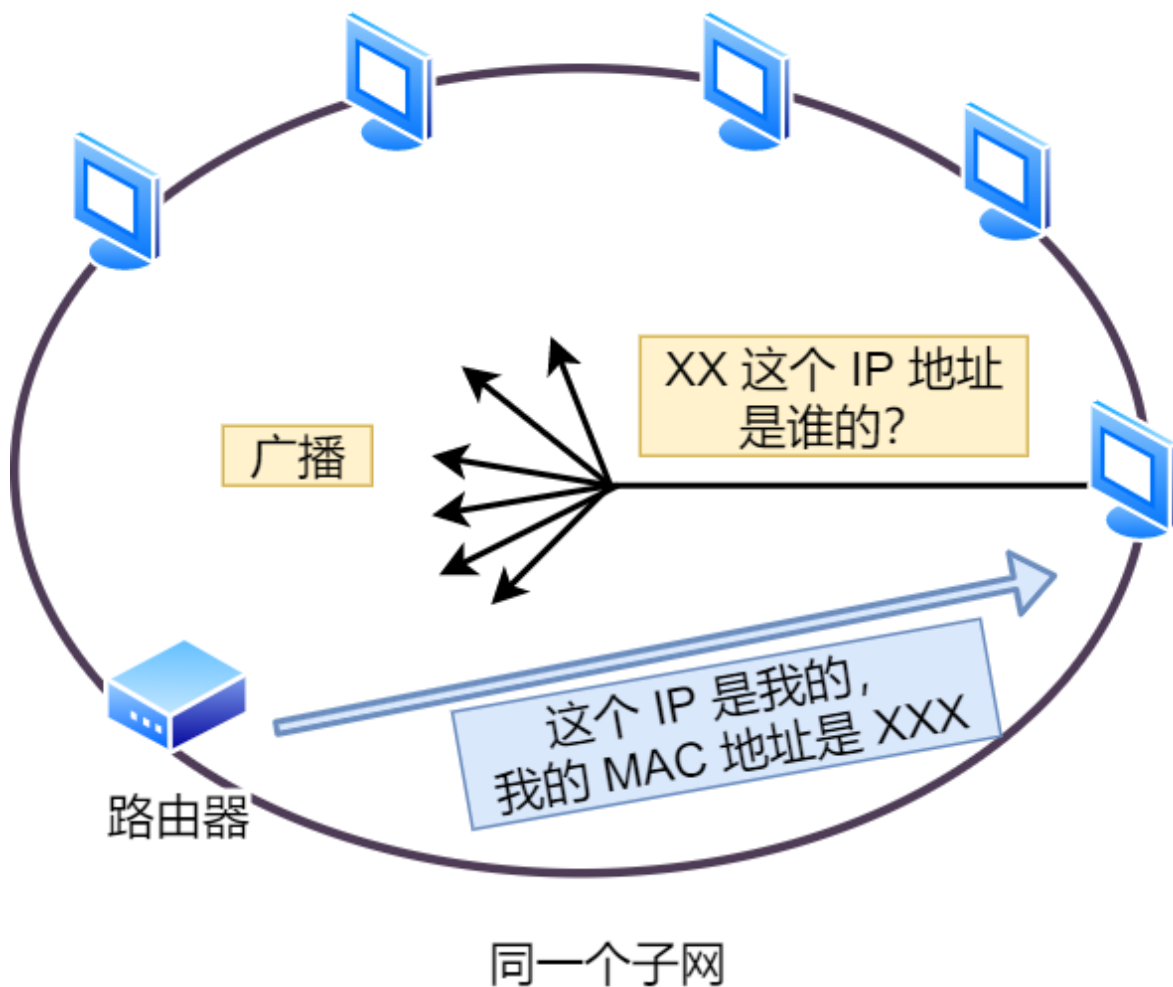 XX 这个 IP 地址
是谁的？
广播
这个 IP 是我的，
我的 MAC 地址是 XXX
路由器
同一个子网